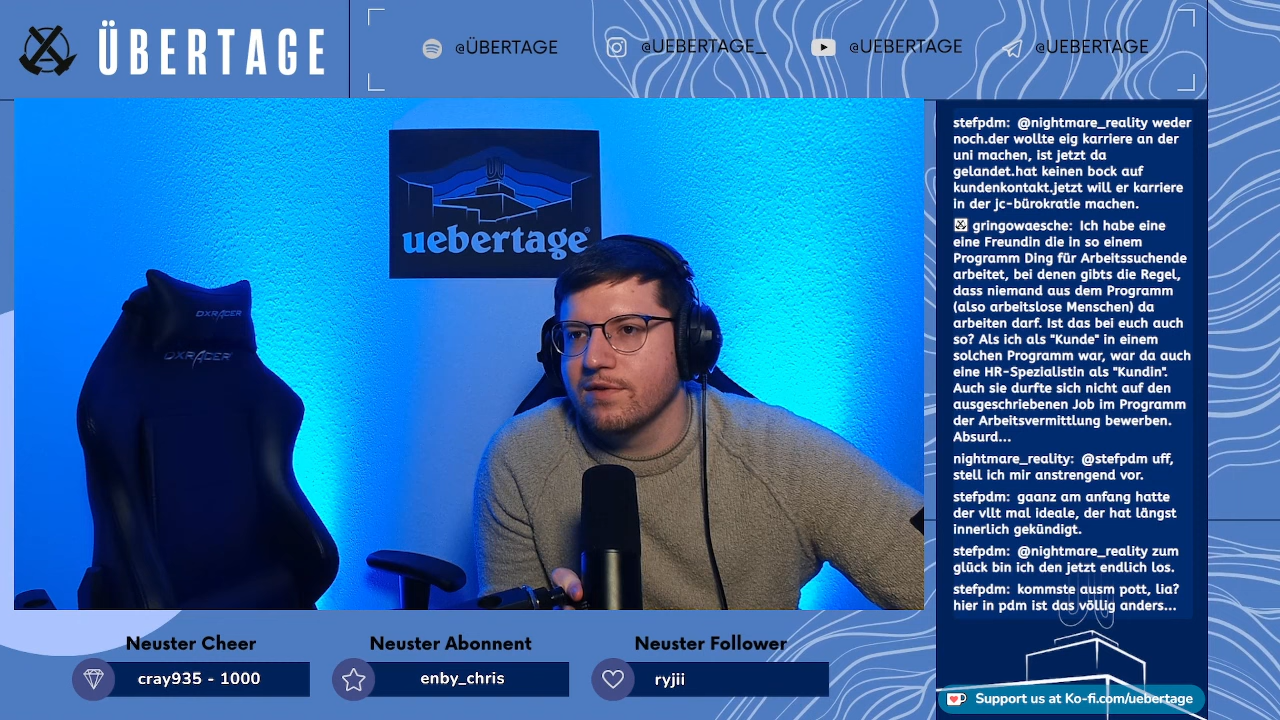 ÜBERTAGE
@ÜBERTAGE
@UEBERTAGE_
@UEBERTAGE
@UEBERTAGE
uebertage®
DXRACER
DXRACER
stefpdm: @nightmare_reality weder
noch.der wollte eig karriere an der
uni machen, ist jetzt da
gelandet.hat keinen bock auf
kundenkontakt.jetzt will er karriere
in der jc-bürokratie machen.
gringowaesche: Ich habe eine
eine Freundin die in so einem
Programm Ding für Arbeitssuchende
arbeitet, bei denen gibts die Regel,
dass niemand aus dem Programm
(also arbeitslose Menschen) da
arbeiten darf. Ist das bei euch auch
so? Als ich als "Kunde" in einem
solchen Programm war, war da auch
eine HR-Spezialistin als "Kundin".
Auch sie durfte sich nicht auf den
ausgeschriebenen Job im Programm
der Arbeitsvermittlung bewerben.
Absurd...
nightmare_reality: @stefpdm uff,
stell ich mir anstrengend vor.
stefpdm: gaanz am anfang hatte
der vllt mal ideale, der hat längst
innerlich gekündigt.
stefpdm: @nightmare_reality zum
glück bin ich den jetzt endlich los.
stefpdm: kommste ausm pott, lia?
hier in pdm ist das völlig anders...
Neuster Cheer
cray935 - 1000
Neuster Abonnent
enby_chris
Neuster Follower
ryjii
Support us at Ko-fi.com/uebertage